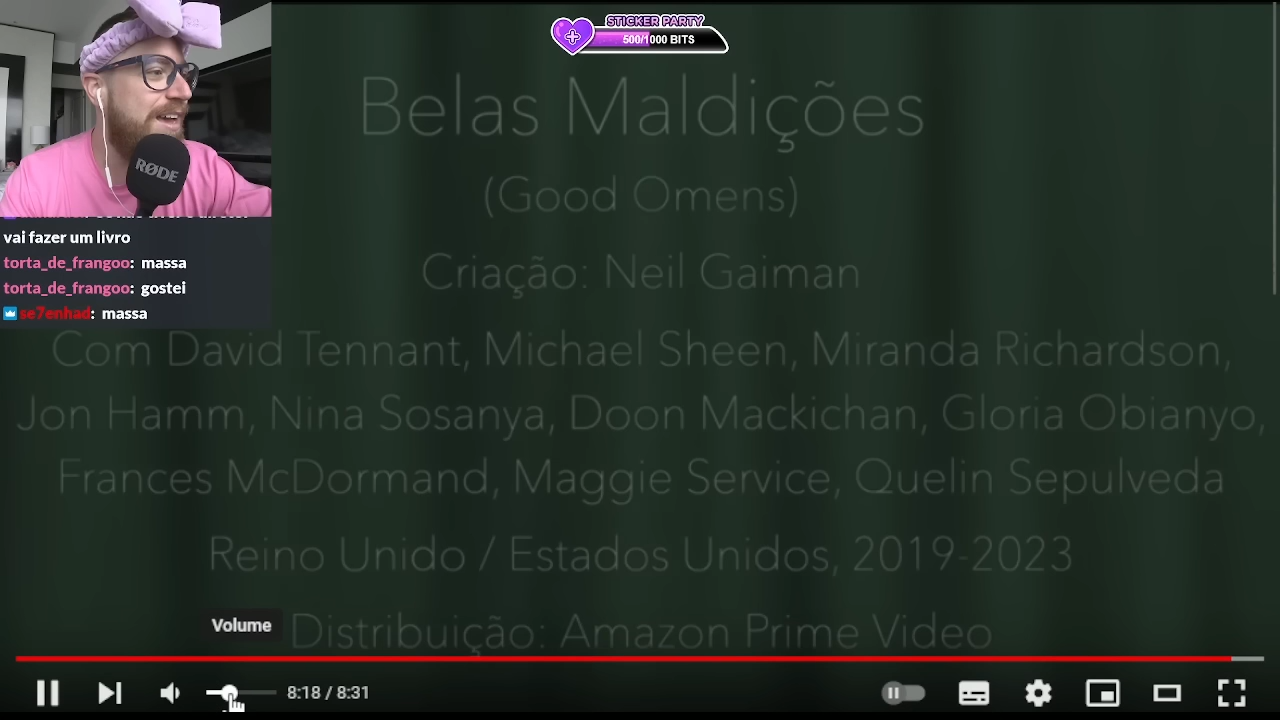 STICKER PARTY
500/1000 BITS
RØDE
vai fazer um livro
torta_de_frangoo: massa
torta_de_frangoo: gostei
se7enhad: massa
Belas Maldições
(Good Omens)
Criação: Neil Gaiman
Com David Tennant, Michael Sheen, Miranda Richardson,
Jon Hamm, Nina Sosanya, Doon Mackichan, Gloria Obianyo,
Frances McDormand, Maggie Service, Quelin Sepulveda
Reino Unido / Estados Unidos, 2019-2023
Distribuição: Amazon Prime Video
Volume
8:18 / 8:31